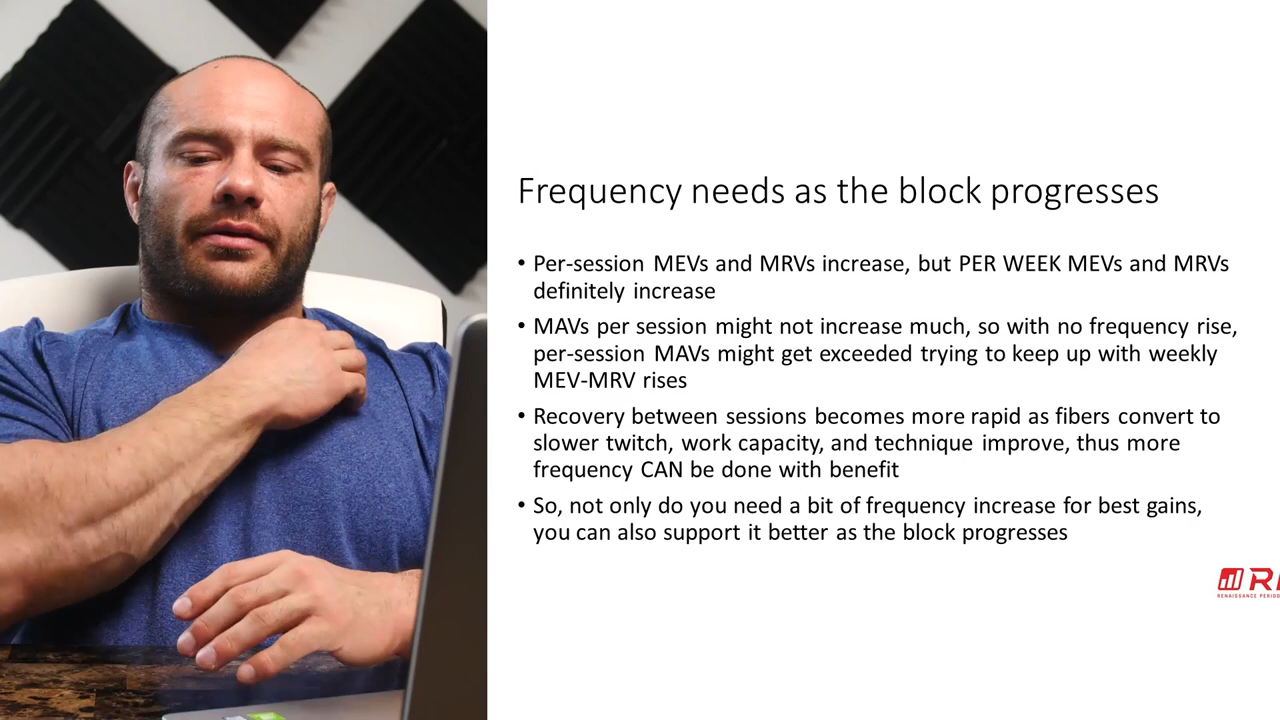 Frequency needs as the block progresses
• Per-session MEVs and MRVs increase, but PER WEEK MEVs and MRVs
definitely increase
• MAVs per session might not increase much, so with no frequency rise,
per-session MAVs might get exceeded trying to keep up with weekly
MEV-MRV rises
• Recovery between sessions becomes more rapid as fibers convert to
slower twitch, work capacity, and technique improve, thus more
frequency CAN be done with benefit
• So, not only do you need a bit of frequency increase for best gains,
you can also support it better as the block progresses
RENAISSANCE